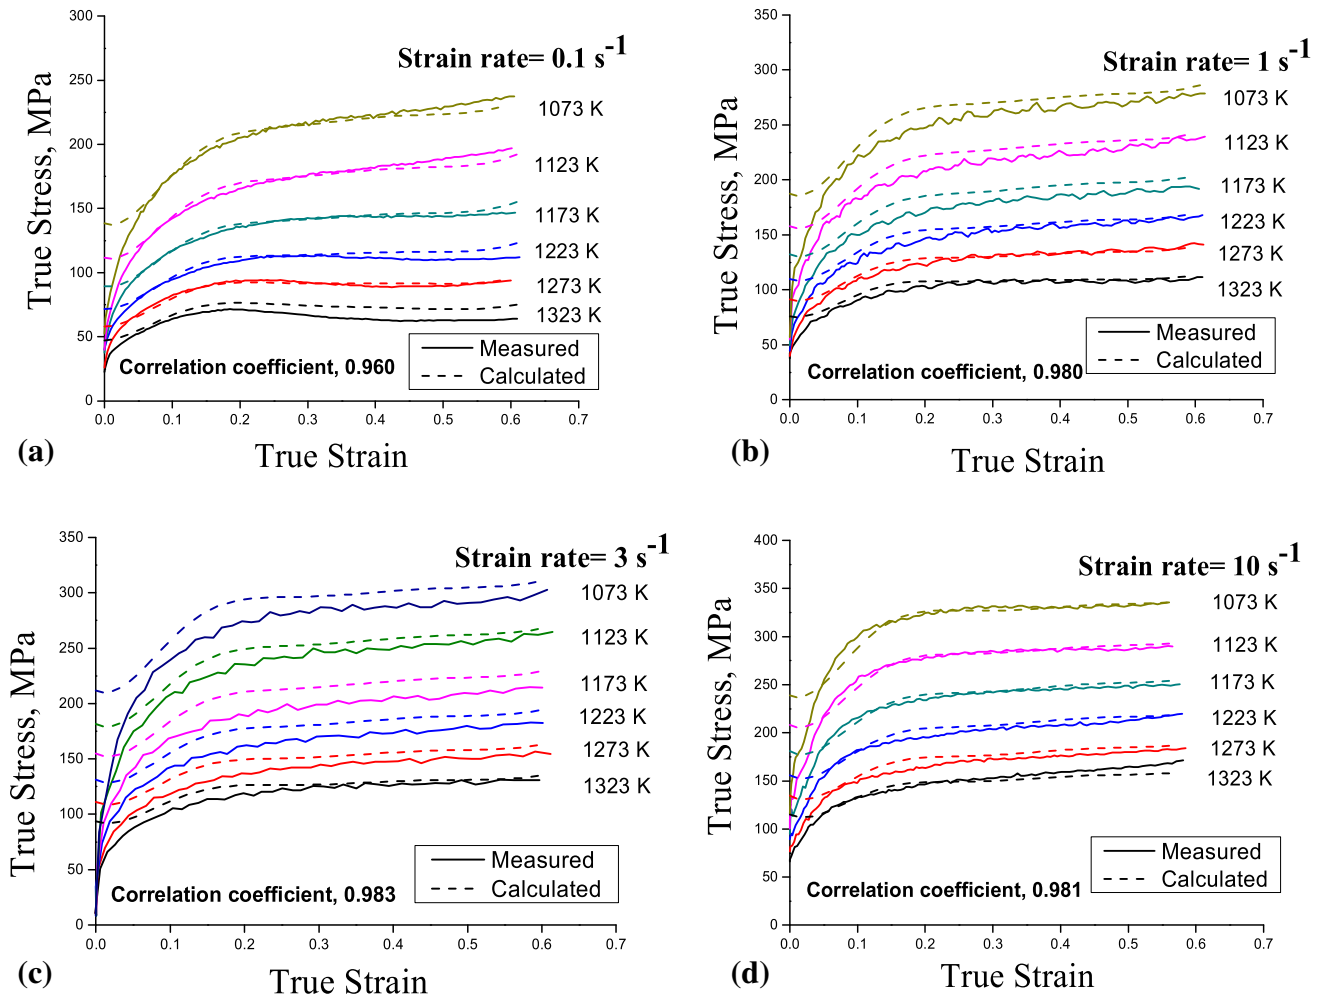 300
250
200
150
100
50
0
0.0 0.1 0.2 0.3 0.4 0.5 0.6 0.7
True Stress, MPa
Strain rate= 0.1 s-1
1073 K
1123 K
1173 K
1223 K
1273 K
1323 K
Measured
Calculated
Correlation coefficient, 0.960
(a)
True Strain
350
300
250
200
150
100
50
0
0.0 0.1 0.2 0.3 0.4 0.5 0.6 0.7
True Stress, MPa
Strain rate= 1 s-1
1073 K
1123 K
1173 K
1223 K
1273 K
1323 K
Measured
Calculated
Correlation coefficient, 0.980
(b)
True Strain
350
300
250
200
150
100
50
0
0.0 0.1 0.2 0.3 0.4 0.5 0.6 0.7
True Stress, MPa
Strain rate= 3 s-1
1073 K
1123 K
1173 K
1223 K
1273 K
1323 K
Measured
Calculated
Correlation coefficient, 0.983
(c)
True Strain
400
350
300
250
200
150
100
50
0
0.0 0.1 0.2 0.3 0.4 0.5 0.6 0.7
True Stress, MPa
Strain rate= 10 s-1
1073 K
1123 K
1173 K
1223 K
1273 K
1323 K
Measured
Calculated
Correlation coefficient, 0.981
(d)
True Strain